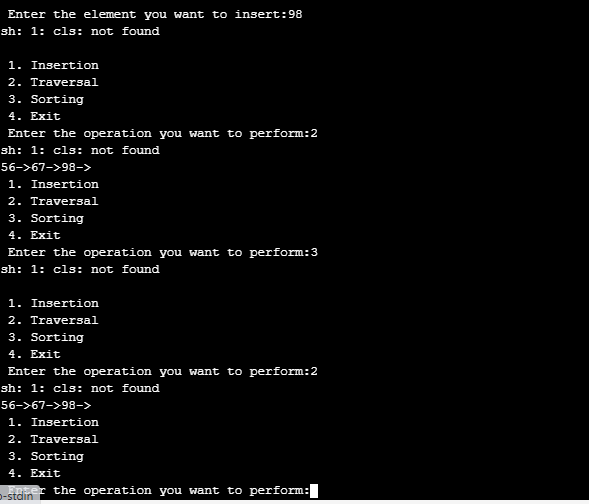 Enter the element you want to insert:98
sh: 1: cls: not found
1. Insertion
2. Traversal
3. Sorting
4. Exit
Enter the operation you want to perform:2
sh: 1: cls: not found
56->67->98->
1. Insertion
2. Traversal
3. Sorting
4. Exit
Enter the operation you want to perform:3
sh: 1: cls: not found
1. Insertion
2. Traversal
3. Sorting
4. Exit
Enter the operation you want to perform:2
sh: 1: cls: not found
56->67->98->
1. Insertion
2. Traversal
3. Sorting
4. Exit
Enter the operation you want to perform: